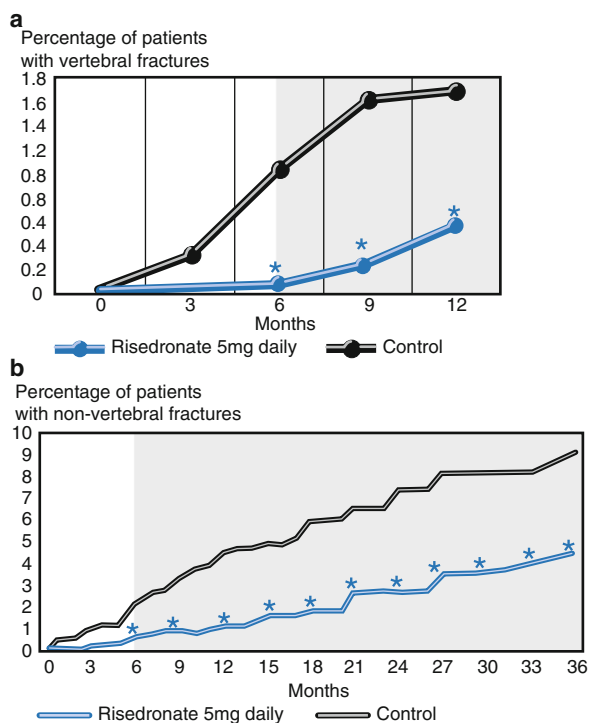 a
Percentage of patients
with vertebral fractures
1.8
1.6
1.4
1.2
1.0
0.8
0.4
0.4
0.2
0
0 3 6 9 12
Months
Risedronate 5mg daily Control
b
Percentage of patients
with non-vertebral fractures
10
9
8
7
6
5
4
3
2
1
0
0 3 6 9 12 15 18 21 24 27 30 33 36
Months
Risedronate 5mg daily Control